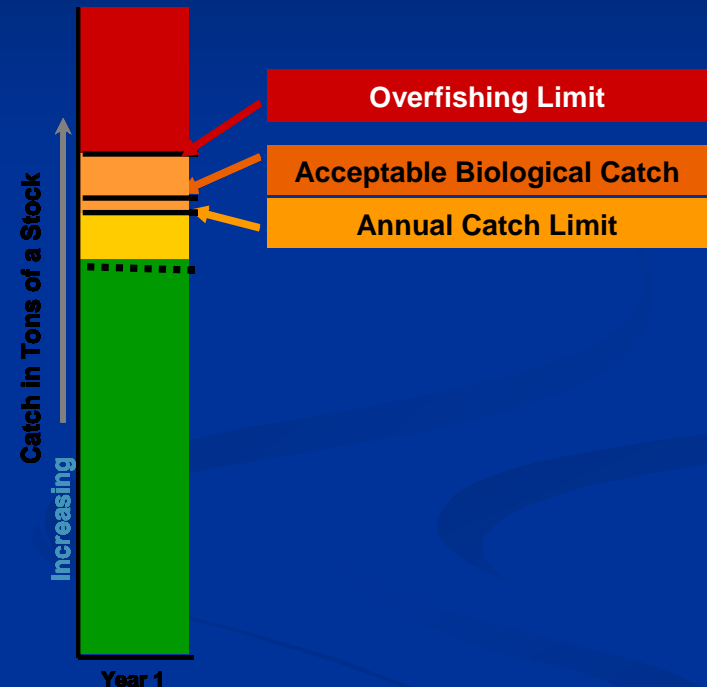 Overfishing Limit
Acceptable Biological Catch
Annual Catch Limit
Catch in Tons of a Stock
Increasing
Year 1